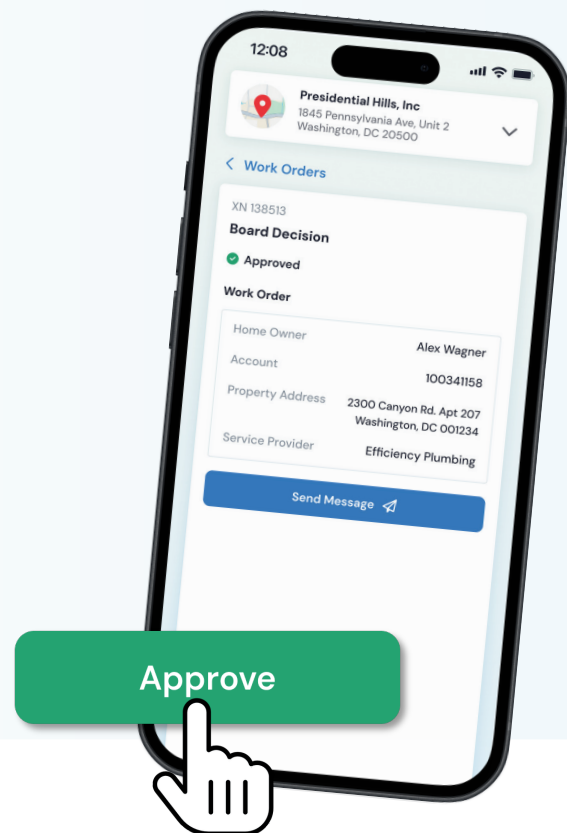 12:08
Presidential Hills, Inc
1845 Pennsylvania Ave, Unit 2
Washington, DC 20500
Work Orders
XN 138513
Board Decision
Approved
Work Order
Home Owner Alex Wagner
Account 100341158
Property Address 2300 Canyon Rd. Apt 207
Washington, DC 001234
Service Provider Efficiency Plumbing
Send Message
Approve